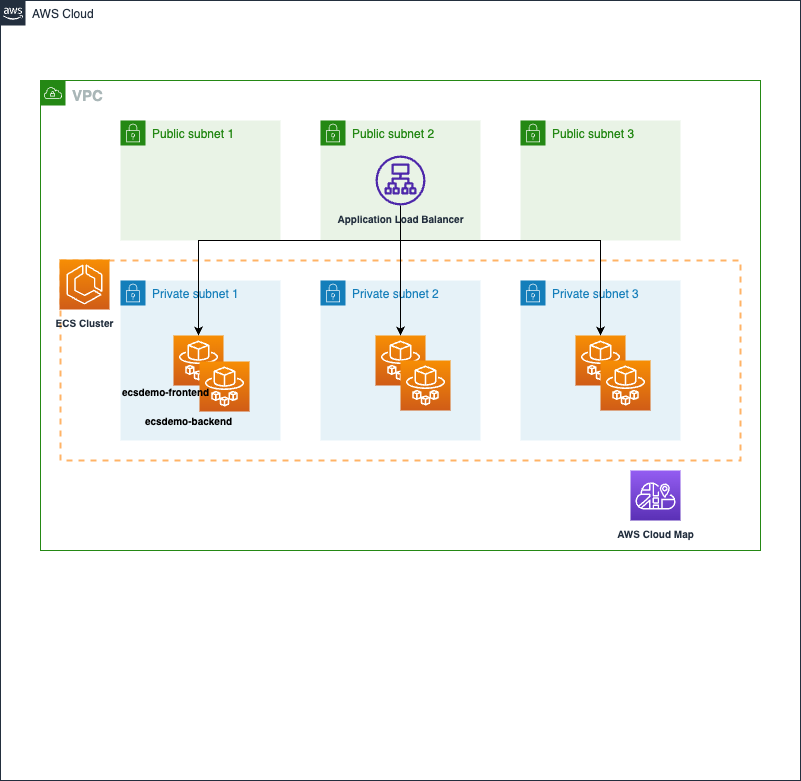 aws
AWS Cloud
VPC
Public subnet 1
Public subnet 2
Public subnet 3
Application Load Balancer
Private subnet 1
Private subnet 2
Private subnet 3
ECS Cluster
ecsdemo-frontend
ecsdemo-backend
AWS Cloud Map